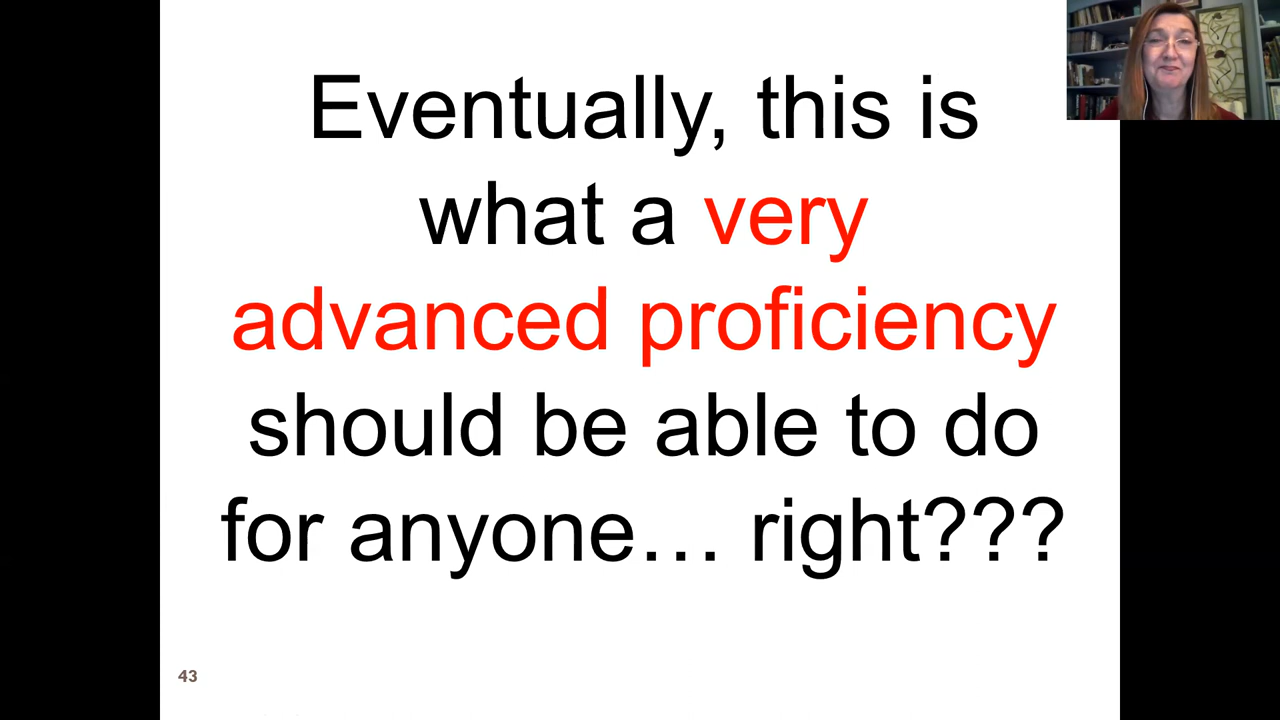 Eventually, this is
what a very
advanced proficiency
should be able to do
for anyone… right???
43